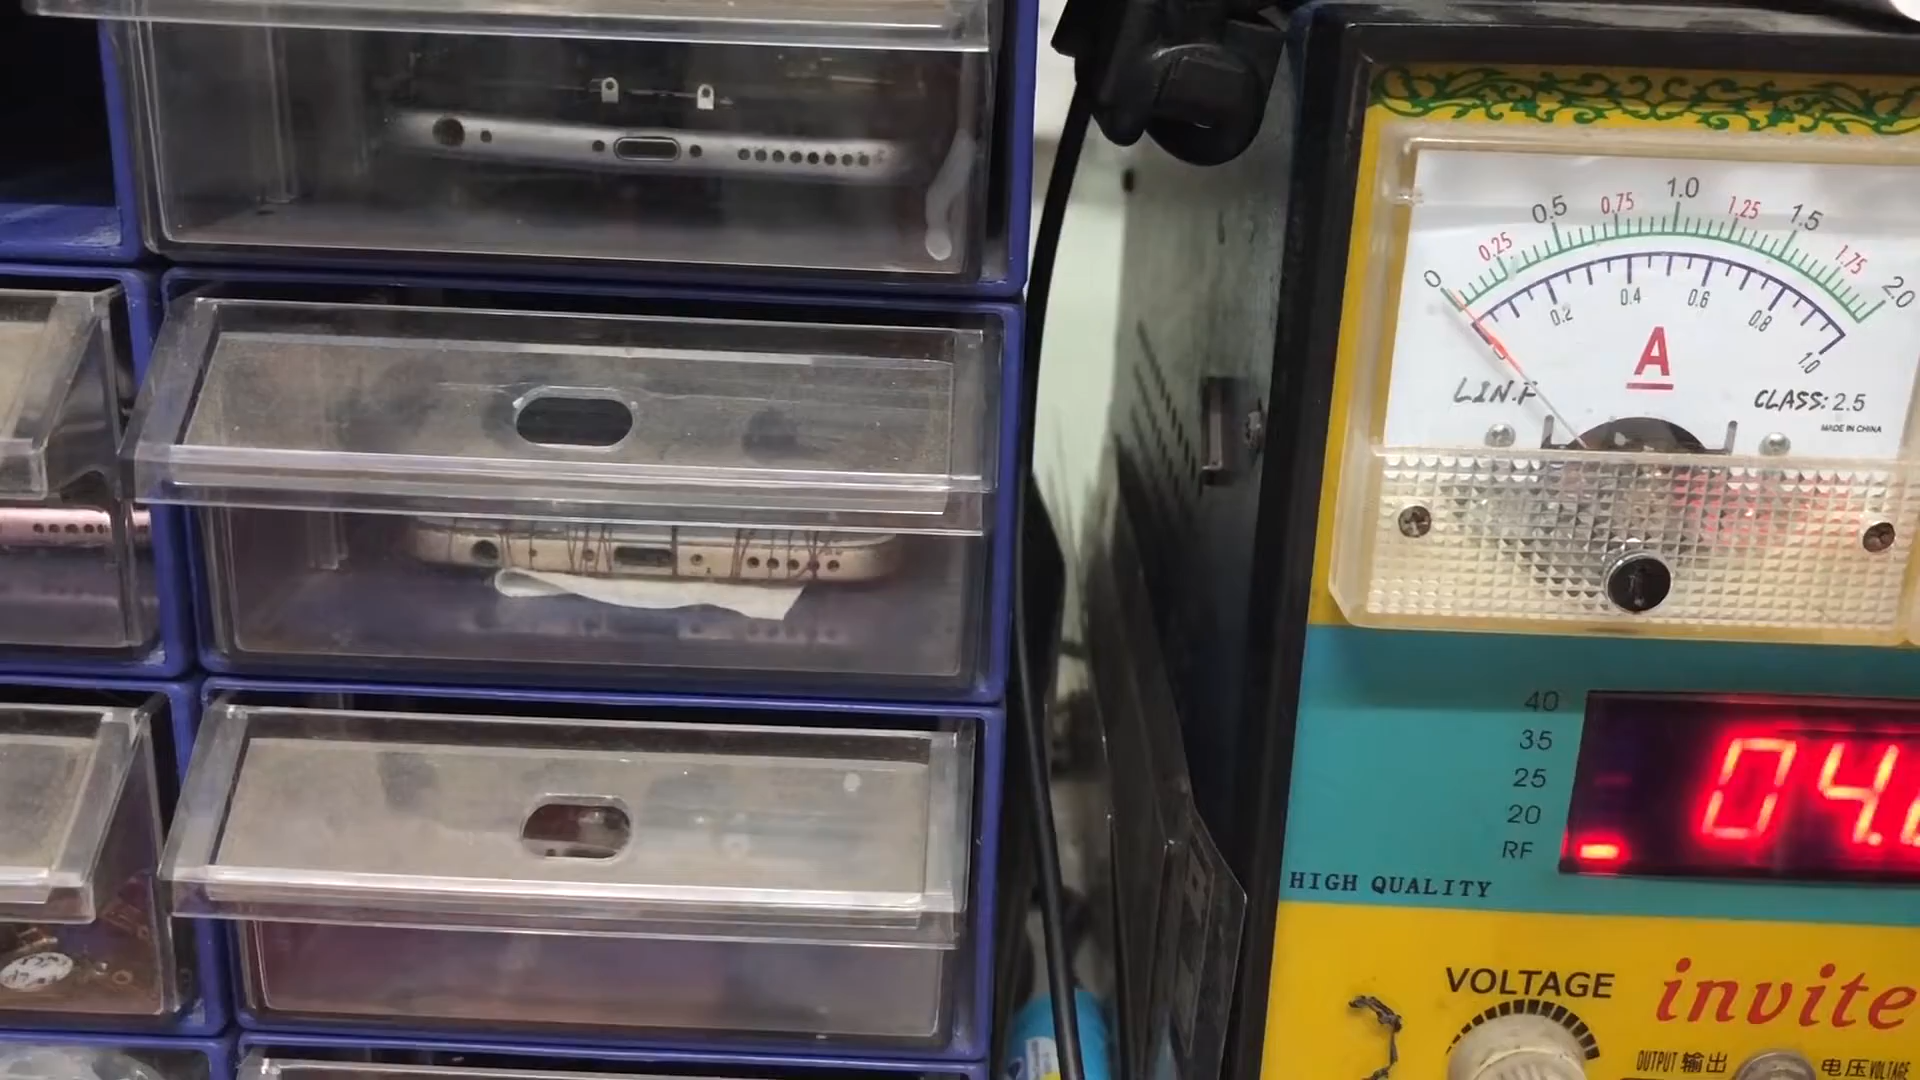 0 0.25 0.5 0.75 1.0 1.25 1.5 1.75 2.0
0 0.2 0.4 0.6 0.8 1.0
A
LIN.F
CLASS: 2.5
MADE IN CHINA
40
35
25
20
RF
04.
HIGH QUALITY
VOLTAGE
invite
OUTPUT 输出
电压 VOLTAGE